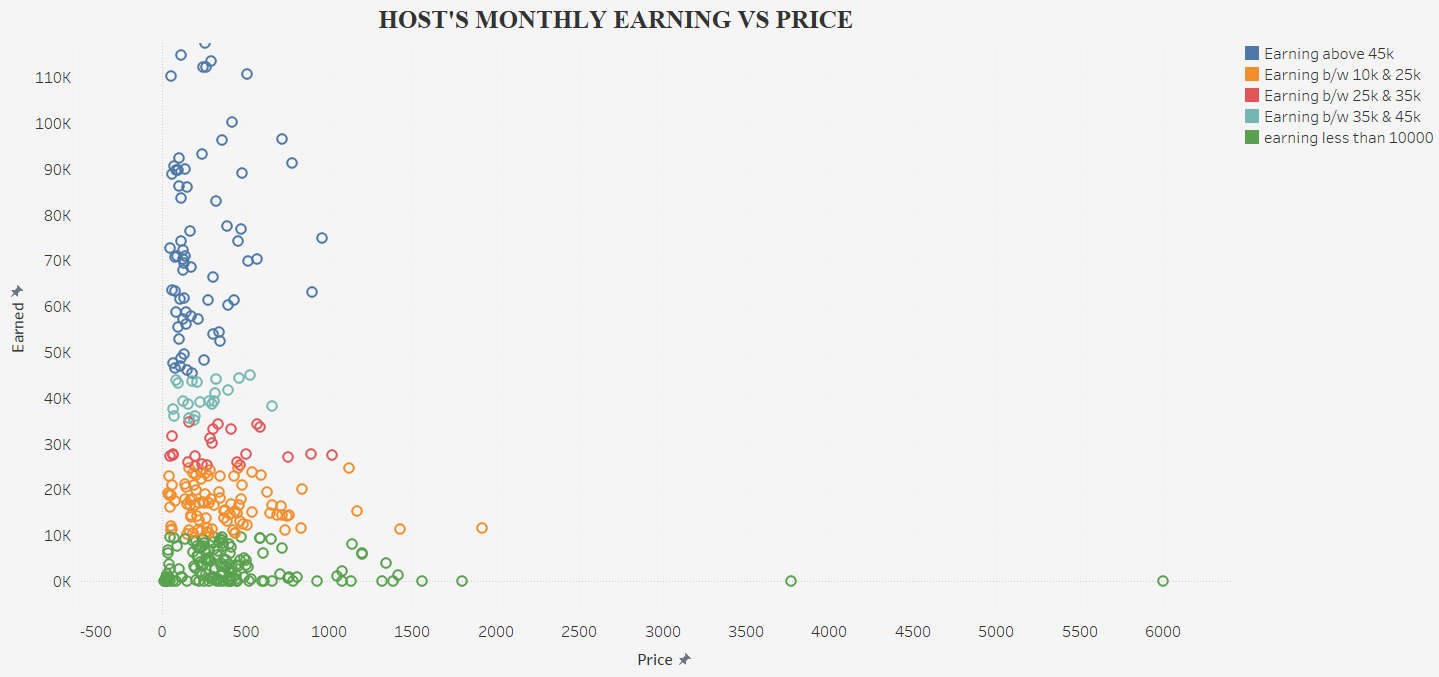 HOST'S MONTHLY EARNING VS PRICE
Earning above 45k
Earning b/w 10k & 25k
Earning b/w 25k & 35k
Earning b/w 35k & 45k
earning less than 10000
110K
100K
90K
80K
70K
60K
50K
40K
30K
20K
10K
0K
Earned
-500 0 500 1000 1500 2000 2500 3000 3500 4000 4500 5000 5500 6000
Price